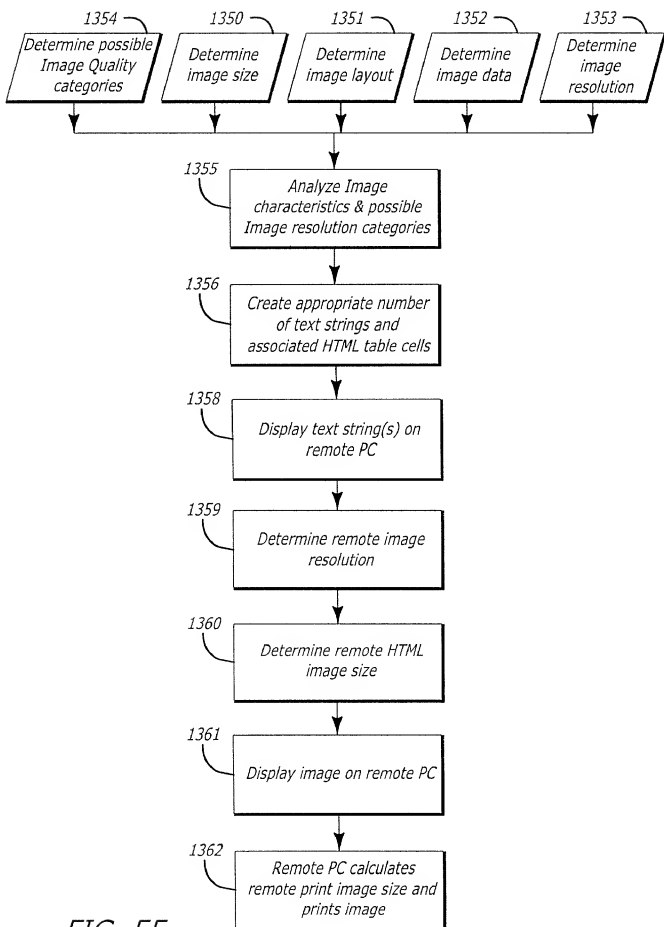 1354
1350
1351
1352
1353
Determine possible
Image Quality
categories
Determine
image size
Determine
image layout
Determine
image data
Determine
image
resolution
1355
Analyze Image
characteristics & possible
Image resolution categories
1356
Create appropriate number
of text strings and
associated HTML table cells
1358
Display text string(s) on
remote PC
1359
Determine remote image
resolution
1360
Determine remote HTML
image size
1361
Display image on remote PC
1362
Remote PC calculates
remote print image size and
prints image
FIG. 55